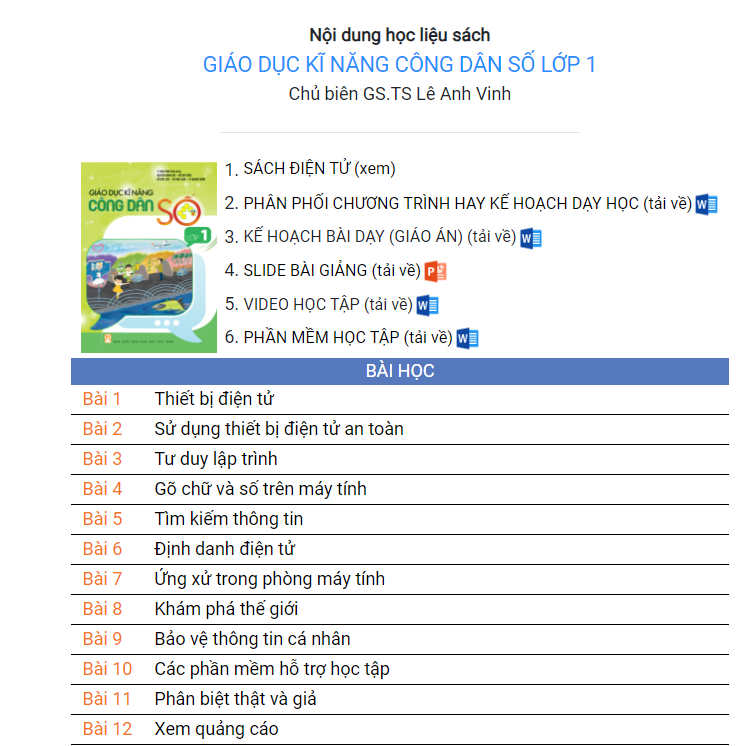 Nội dung học liệu sách
GIÁO DỤC KĨ NĂNG CÔNG DÂN SỐ LỚP 1
Chủ biên GS.TS Lê Anh Vinh
GIÁO DỤC KĨ NĂNG
CÔNG DÂN SỐ
LỚP 1
1. SÁCH ĐIỆN TỬ (xem)
2. PHÂN PHỐI CHƯƠNG TRÌNH HAY KẾ HOẠCH DẠY HỌC (tải về)
3. KẾ HOẠCH BÀI DẠY (GIÁO ÁN) (tải về)
4. SLIDE BÀI GIẢNG (tải về)
5. VIDEO HỌC TẬP (tải về)
6. PHẦN MỀM HỌC TẬP (tải về)
BÀI HỌC
Bài 1 Thiết bị điện tử
Bài 2 Sử dụng thiết bị điện tử an toàn
Bài 3 Tư duy lập trình
Bài 4 Gõ chữ và số trên máy tính
Bài 5 Tìm kiếm thông tin
Bài 6 Định danh điện tử
Bài 7 Ứng xử trong phòng máy tính
Bài 8 Khám phá thế giới
Bài 9 Bảo vệ thông tin cá nhân
Bài 10 Các phần mềm hỗ trợ học tập
Bài 11 Phân biệt thật và giả
Bài 12 Xem quảng cáo